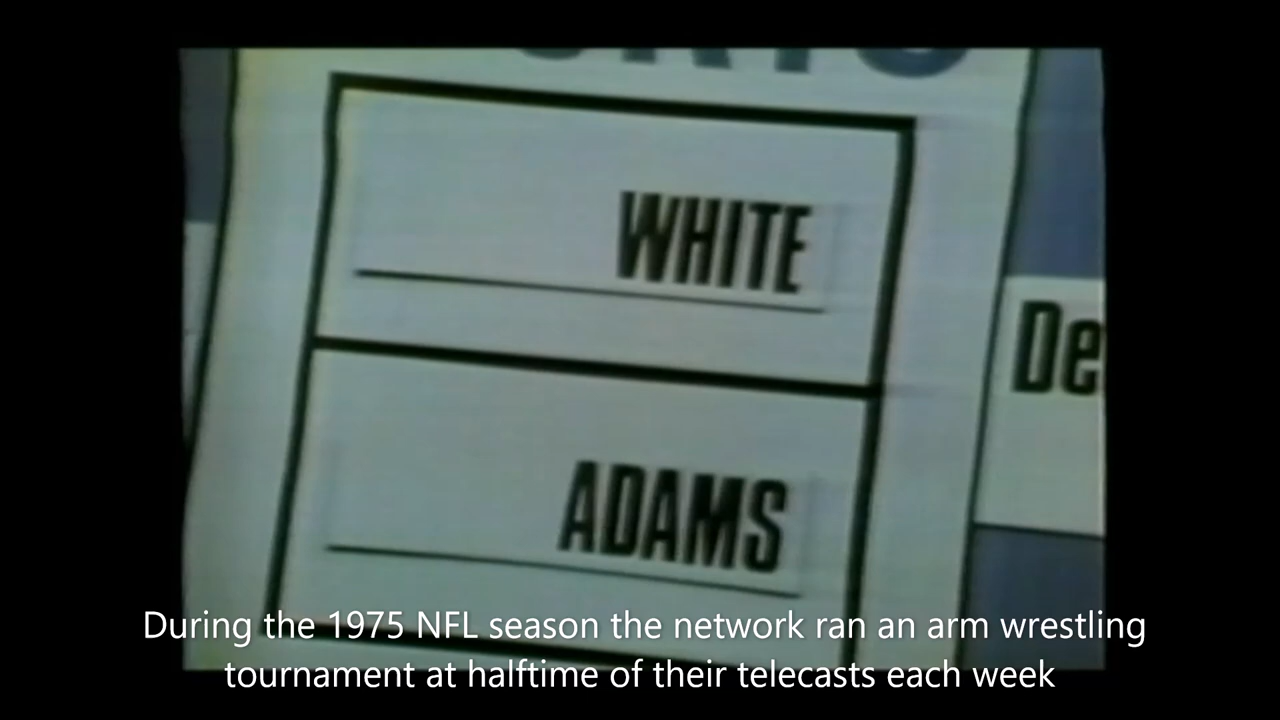 WHITE
De
ADAMS
During the 1975 NFL season the network ran an arm wrestling
tournament at halftime of their telecasts each week